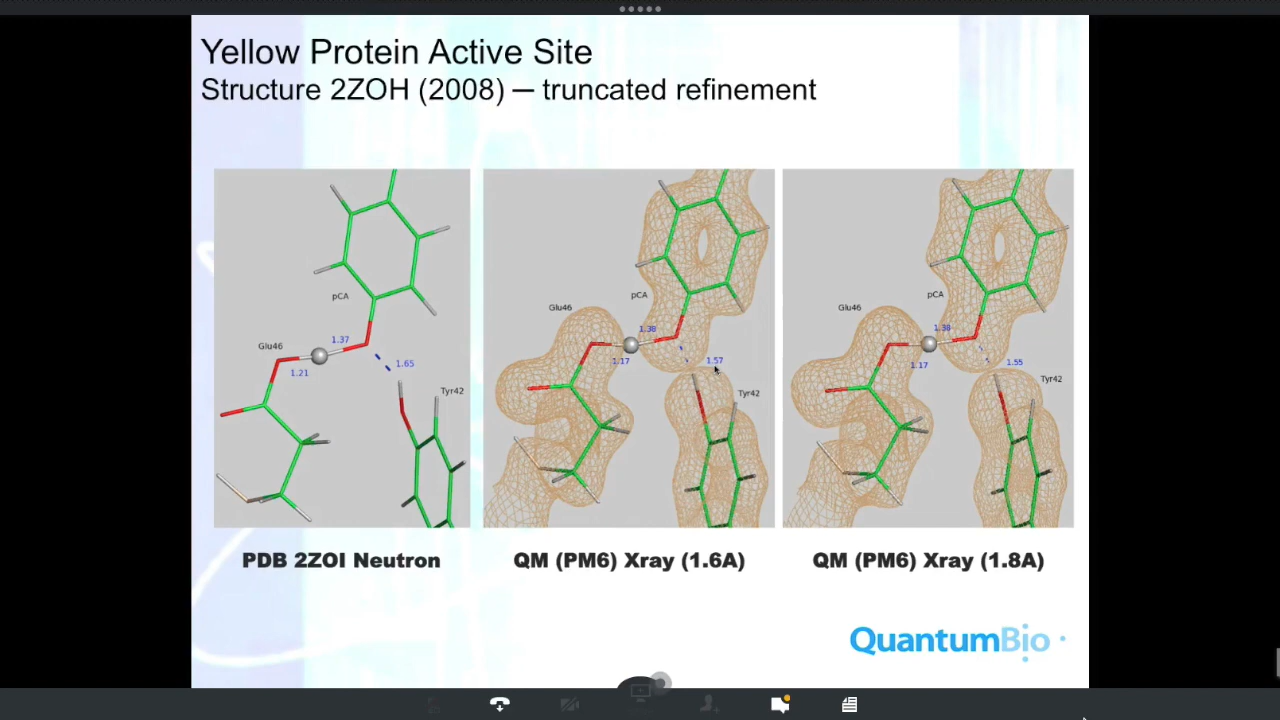 Yellow Protein Active Site
Structure 2ZOH (2008) — truncated refinement
pCA
Glu46
1.37
1.21
1.65
Tyr42
PDB 2ZOI Neutron
pCA
Glu46
1.38
1.17
1.57
Tyr42
QM (PM6) Xray (1.6A)
pCA
Glu46
1.38
1.17
1.55
Tyr42
QM (PM6) Xray (1.8A)
QuantumBio